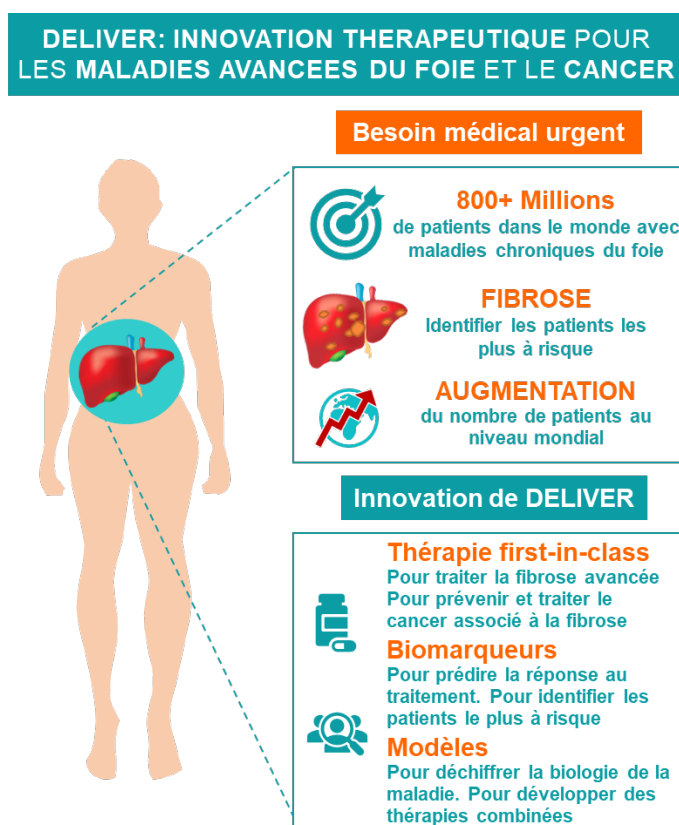 DELIVER: INNOVATION THERAPEUTIQUE POUR
LES MALADIES AVANCEES DU FOIE ET LE CANCER
Besoin médical urgent
800+ Millions
de patients dans le monde avec
maladies chroniques du foie
FIBROSE
Identifier les patients les
plus à risque
AUGMENTATION
du nombre de patients au
niveau mondial
Innovation de DELIVER
Thérapie first-in-class
Pour traiter la fibrose avancée
Pour prévenir et traiter le
cancer associé à la fibrose
Biomarqueurs
Pour prédire la réponse au
traitement. Pour identifier les
patients le plus à risque
Modèles
Pour déchiffrer la biologie de la
maladie. Pour développer des
thérapies combinées